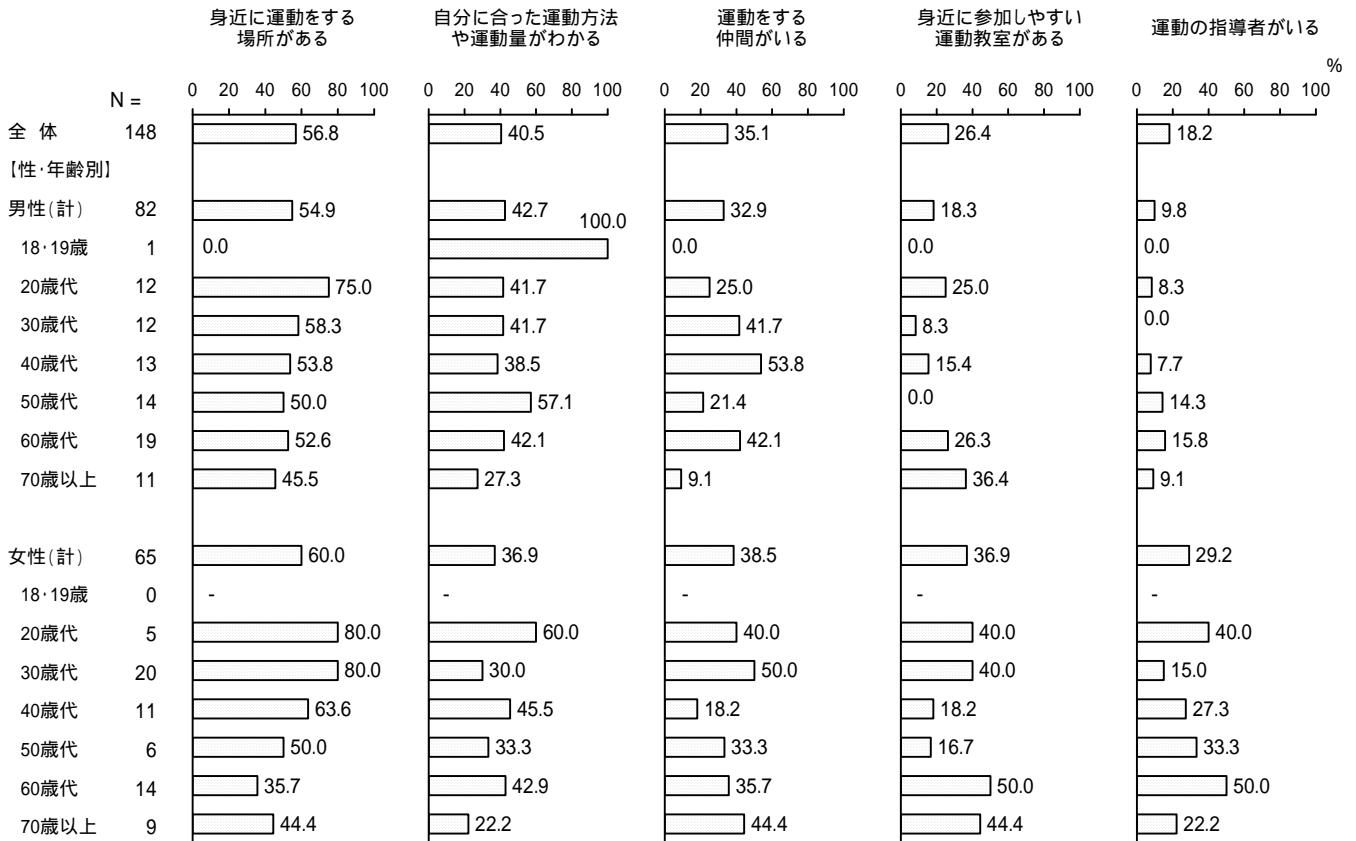 身近に運動をする
場所がある
自分に合った運動方法
や運動量がわかる
運動をする
仲間がいる
身近に参加しやすい
運動教室がある
運動の指導者がいる
%
N = 0 20 40 60 80 100 0 20 40 60 80 100 0 20 40 60 80 100 0 20 40 60 80 100 0 20 40 60 80 100
全 体 148 56.8 40.5 35.1 26.4 18.2
【性・年齢別】
男性(計) 82 54.9 42.7 32.9 18.3 9.8
18・19歳 1 0.0 100.0 0.0 0.0 0.0
20歳代 12 75.0 41.7 25.0 25.0 8.3
30歳代 12 58.3 41.7 41.7 8.3 0.0
40歳代 13 53.8 38.5 53.8 15.4 7.7
50歳代 14 50.0 57.1 21.4 0.0 14.3
60歳代 19 52.6 42.1 42.1 26.3 15.8
70歳以上 11 45.5 27.3 9.1 36.4 9.1
女性(計) 65 60.0 36.9 38.5 36.9 29.2
18・19歳 0 - - - - -
20歳代 5 80.0 60.0 40.0 40.0 40.0
30歳代 20 80.0 30.0 50.0 40.0 15.0
40歳代 11 63.6 45.5 18.2 18.2 27.3
50歳代 6 50.0 33.3 33.3 16.7 33.3
60歳代 14 35.7 42.9 35.7 50.0 50.0
70歳以上 9 44.4 22.2 44.4 44.4 22.2